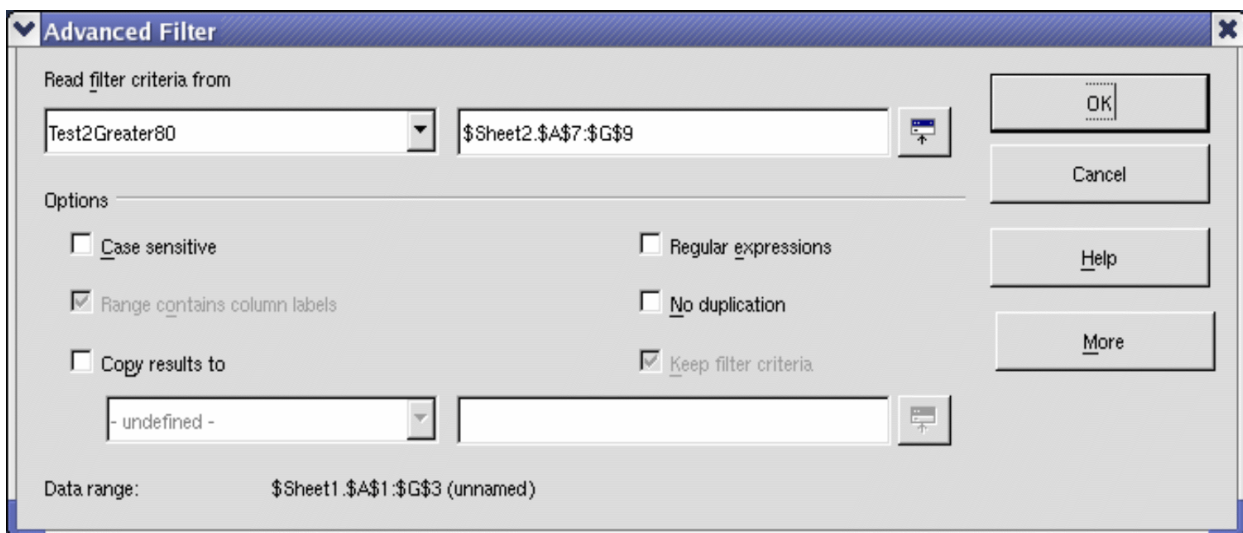 Advanced Filter
Read filter criteria from
Test2Greater80 $Sheet2.$A$7:$G$9
OK
Cancel
Options
Case sensitive Regular expressions
Help
Range contains column labels No duplication
More
Copy results to Keep filter criteria
- undefined -
Data range: $Sheet1.$A$1:$G$3 (unnamed)